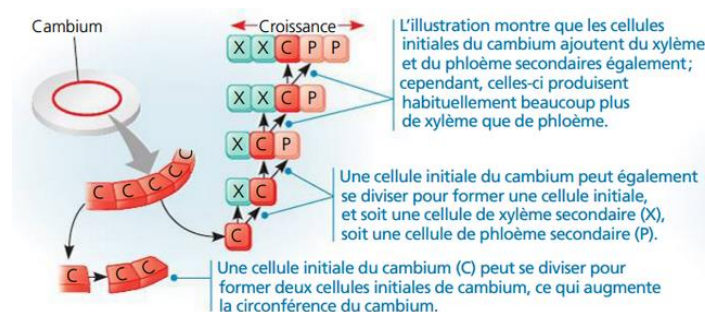 Cambium
Croissance
L'illustration montre que les cellules
initiales du cambium ajoutent du xylème
et du phloème secondaires également;
cependant, celles-ci produisent
habituellement beaucoup plus
de xylème que de phloème.
X X C P P
X X C P
X C P
X C
C
Une cellule initiale du cambium peut également
se diviser pour former une cellule initiale,
et soit une cellule de xylème secondaire (X),
soit une cellule de phloème secondaire (P).
C C C C C
C C C
Une cellule initiale du cambium (C) peut se diviser pour
former deux cellules initiales de cambium, ce qui augmente
la circonférence du cambium.